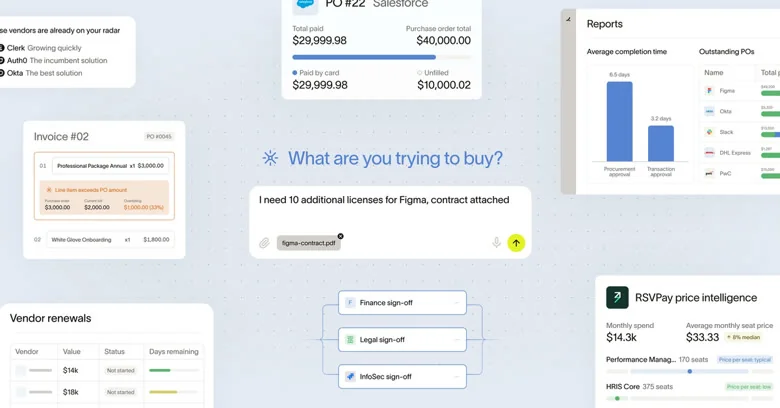 se vendors are already on your radar
Clerk Growing quickly
Auth0 The incumbent solution
Okta The best solution
PO #22 Salesforce
Total paid Purchase order total
$29,999.98 $40,000.00
Paid by card Unfilled
$29,999.98 $10,000.02
Reports
Average completion time
6.5 days
3.2 days
Procurement approval
Transaction approval
Outstanding POs
Name Total p
Figma
Okta
Slack
DHL Express
PwC
Invoice #02 PO #0045
01 Professional Package Annual x1 $3,000.00
Line item exceeds PO amount
$3,000.00 $2,000.00 $1,000.00 (33%)
02 White Glove Onboarding x1 $1,800.00
What are you trying to buy?
I need 10 additional licenses for Figma, contract attached
figma-contract.pdf
Finance sign-off
Legal sign-off
InfoSec sign-off
Vendor renewals
Vendor Value Status Days remaining
$14k Not started
$18k Not started
RSVPay price intelligence
Monthly spend Average monthly seat price
$14.3k $33.33 8% median
Performance Manag... 170 seats Price per seat: typical
HRIS Core 375 seats Price per seat: low